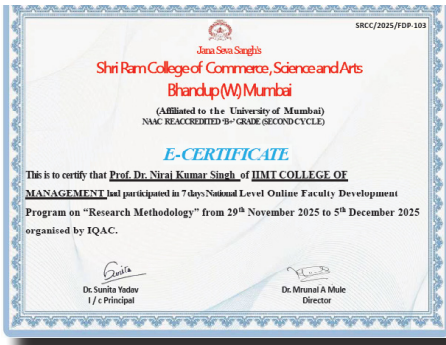 SRCC/2025/FDP-103
Jana Seva Sangh's
Shri Ram College of Commerce, Science and Arts
Bhandup (W) Mumbai
(Affiliated to the University of Mumbai)
NAAC REACCREDITED 'B+' GRADE (SECOND CYCLE)
E-CERTIFICATE
This is to certify that Prof. Dr. Niraj Kumar Singh of IIMT COLLEGE OF
MANAGEMENT had participated in 7 days National Level Online Faculty Development
Program on “Research Methodology” from 29th November 2025 to 5th December 2025
organised by IQAC.
Sunita
Dr. Sunita Yadav
I / c Principal
Dr. Mrunal A Mule
Director